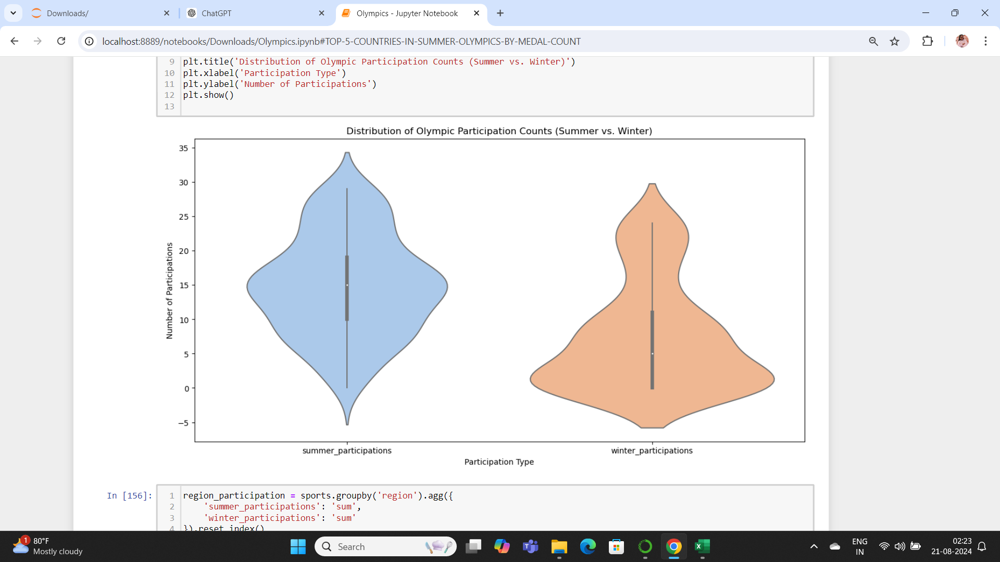 Downloads/
ChatGPT
Olympics - Jupyter Notebook
localhost:8889/notebooks/Downloads/Olympics.ipynb#TOP-5-COUNTRIES-IN-SUMMER-OLYMPICS-BY-MEDAL-COUNT
9 plt.title('Distribution of Olympic Participation Counts (Summer vs. Winter)')
10 plt.xlabel('Participation Type')
11 plt.ylabel('Number of Participations')
12 plt.show()
13
Distribution of Olympic Participation Counts (Summer vs. Winter)
35
30
25
20
15
10
5
0
−5
Number of Participations
summer_participations
winter_participations
Participation Type
In [156]:
1 region_participation = sports.groupby('region').agg({
2 'summer_participations': 'sum',
3 'winter_participations': 'sum'
4 }).reset_index()
1
80°F
Mostly cloudy
Search
ENG
IN
02:23
21-08-2024